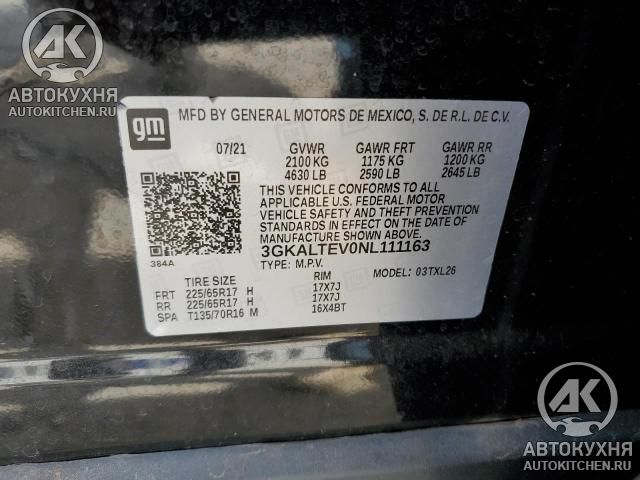 AK
АВТОКУХНЯ
AUTOKITCHEN.RU
gm
MFD BY GENERAL MOTORS DE MEXICO, S. DE R.L. DE C.V.
07/21 GVWR GAWR FRT GAWR RR
2100 KG 1175 KG 1200 KG
4630 LB 2590 LB 2645 LB
THIS VEHICLE CONFORMS TO ALL
APPLICABLE U.S. FEDERAL MOTOR
VEHICLE SAFETY AND THEFT PREVENTION
STANDARDS IN EFFECT ON THE DATE OF
MANUFACTURE SHOWN ABOVE.
3GKALTEV0NL111163
384A TYPE: M.P.V. MODEL: 03TXL26
TIRE SIZE RIM
FRT 225/65R17 H 17X7J
RR 225/65R17 H 17X7J
SPA T135/70R16 M 16X4BT
AK
АВТОКУХНЯ
AUTOKITCHEN.RU